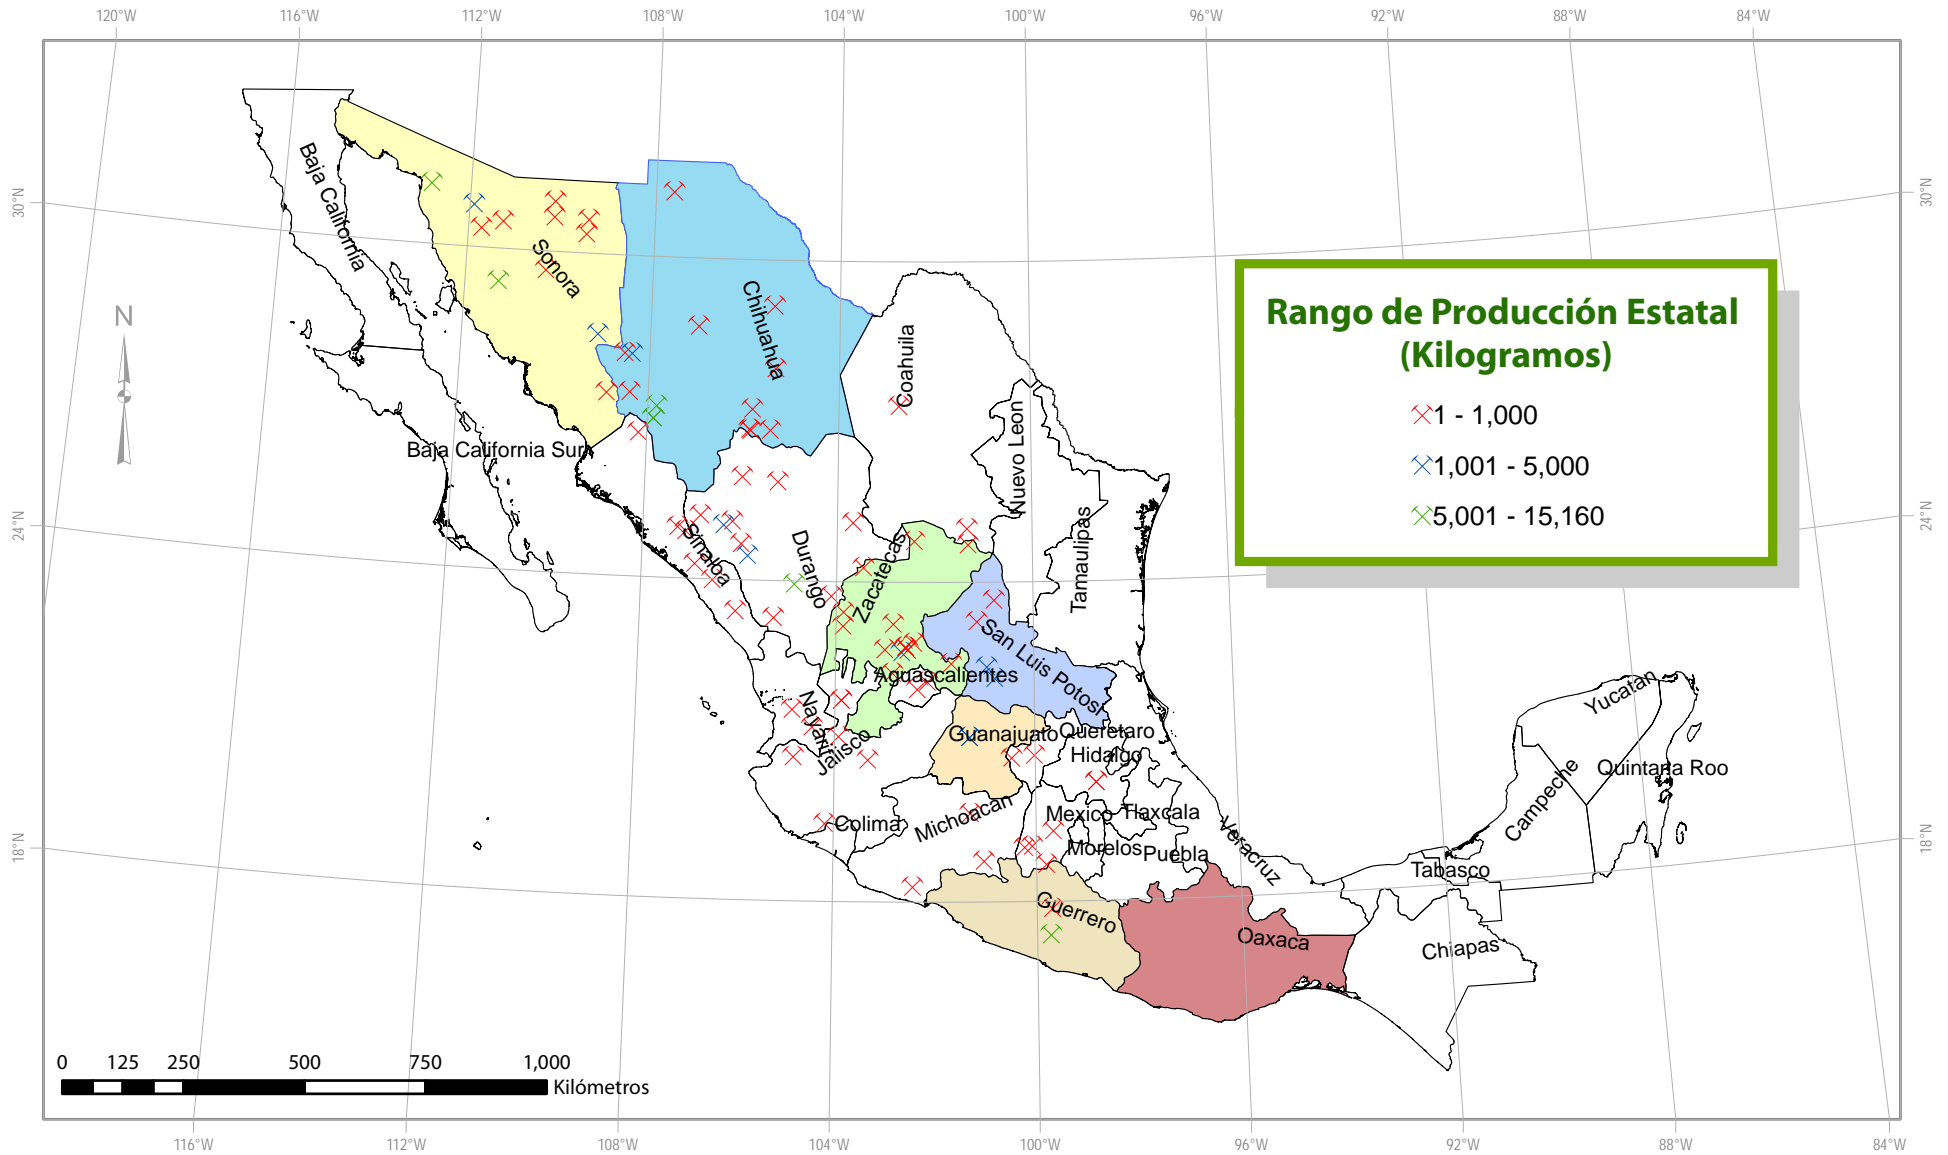 120°W 116°W 112°W 108°W 104°W 100°W 96°W 92°W 88°W 84°W
30°N 30°N
24°N 24°N
18°N 18°N
N
Baja California
Sonora
Chihuahua
Coahuila
Nuevo Leon
Tamaulipas
Baja California Sur
Sinaloa
Durango
Zacatecas
San Luis Potosi
Aguascalientes
Nayarit
Jalisco
Guanajuato
Queretaro
Hidalgo
Colima
Michoacan
Mexico
Tlaxcala
Morelos
Puebla
Veracruz
Guerrero
Oaxaca
Tabasco
Chiapas
Campeche
Yucatan
Quintana Roo
Rango de Producción Estatal
(Kilogramos)
1 - 1,000
1,001 - 5,000
5,001 - 15,160
0 125 250 500 750 1,000
Kilómetros
116°W 112°W 108°W 104°W 100°W 96°W 92°W 88°W 84°W